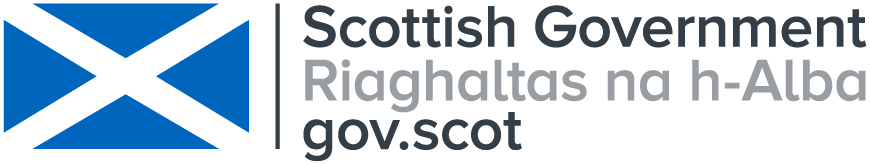 Scottish Government
Riaghaltas na h-Alba
gov.scot